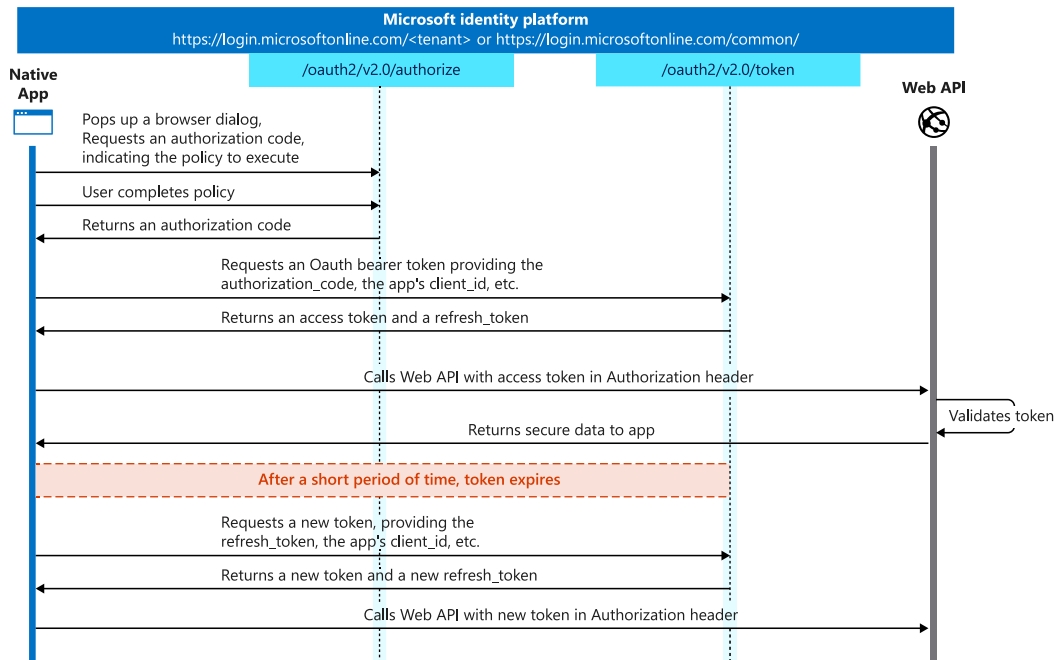 Microsoft identity platform
https://login.microsoftonline.com/<tenant> or https://login.microsoftonline.com/common/
/oauth2/v2.0/authorize
/oauth2/v2.0/token
Native
App
Web API
Pops up a browser dialog,
Requests an authorization code,
indicating the policy to execute
User completes policy
Returns an authorization code
Requests an Oauth bearer token providing the
authorization_code, the app's client_id, etc.
Returns an access token and a refresh_token
Calls Web API with access token in Authorization header
Validates token
Returns secure data to app
After a short period of time, token expires
Requests a new token, providing the
refresh_token, the app's client_id, etc.
Returns a new token and a new refresh_token
Calls Web API with new token in Authorization header